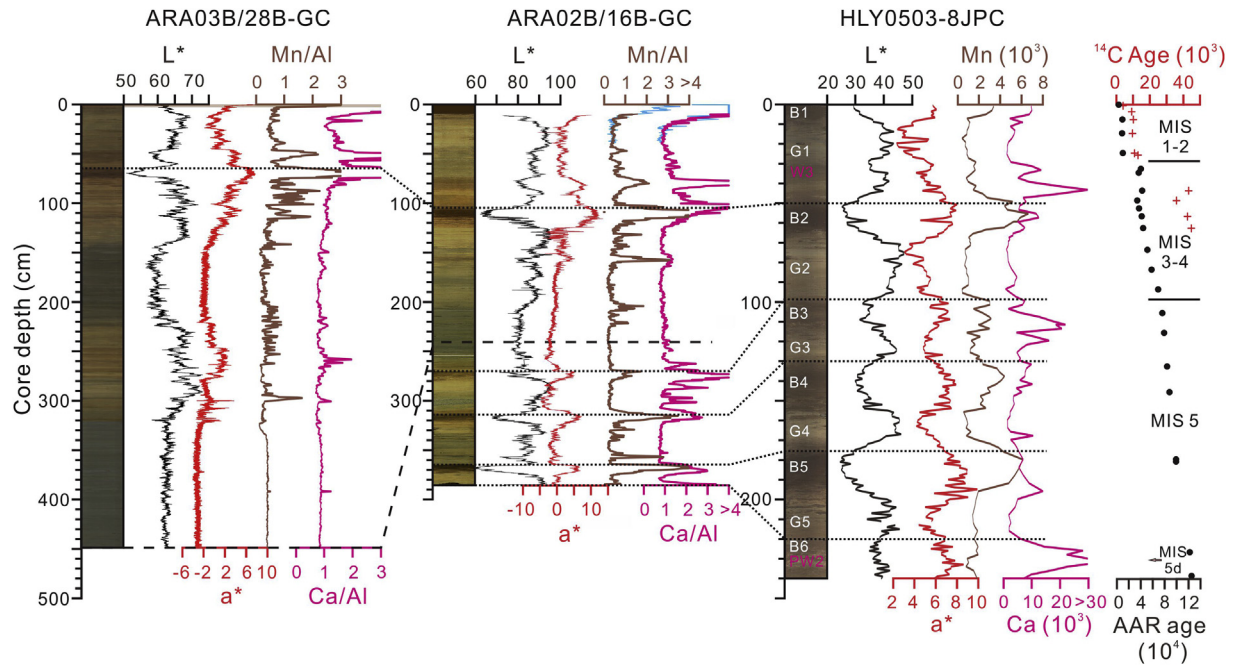 ARA03B/28B-GC ARA02B/16B-GC HLY0503-8JPC
L* Mn/Al L* Mn/Al L* Mn (10³) ¹⁴C Age (10³)
50 60 70 0 1 2 3 60 80 100 0 1 2 3 >4 20 30 40 50 0 2 4 6 8 0 20 40
0 0 0
B1
MIS
1-2
G1
W3
100 100 B2
MIS
3-4
G2
200 200 100
B3
G3
B4
300 300
G4
MIS 5
B5
400 400 200
G5
B6
PW2
MIS
5d
500
Core depth (cm)
-6 -2 2 6 10 0 1 2 3 -10 0 10 0 1 2 3 >4 2 4 6 8 10 0 10 20 >30 0 4 8 12
a* Ca/Al a* Ca/Al a* Ca (10³) AAR age
(10⁴)